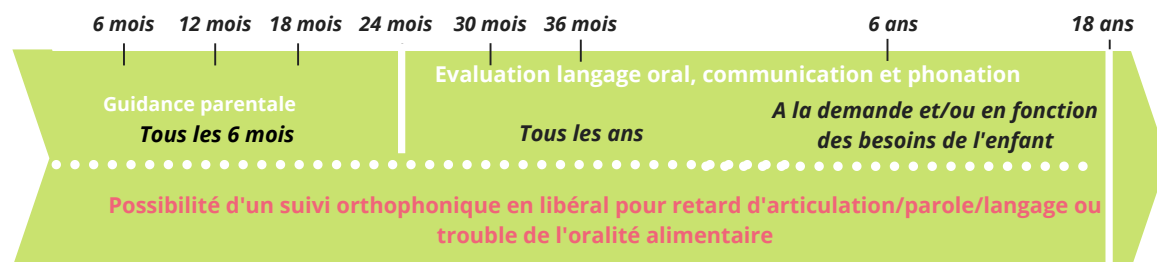 6 mois 12 mois 18 mois 24 mois 30 mois 36 mois 6 ans 18 ans
Evaluation langage oral, communication et phonation
Guidance parentale
Tous les 6 mois
Tous les ans
A la demande et/ou en fonction
des besoins de l'enfant
Possibilité d'un suivi orthophonique en libéral pour retard d'articulation/parole/langage ou
trouble de l'oralité alimentaire